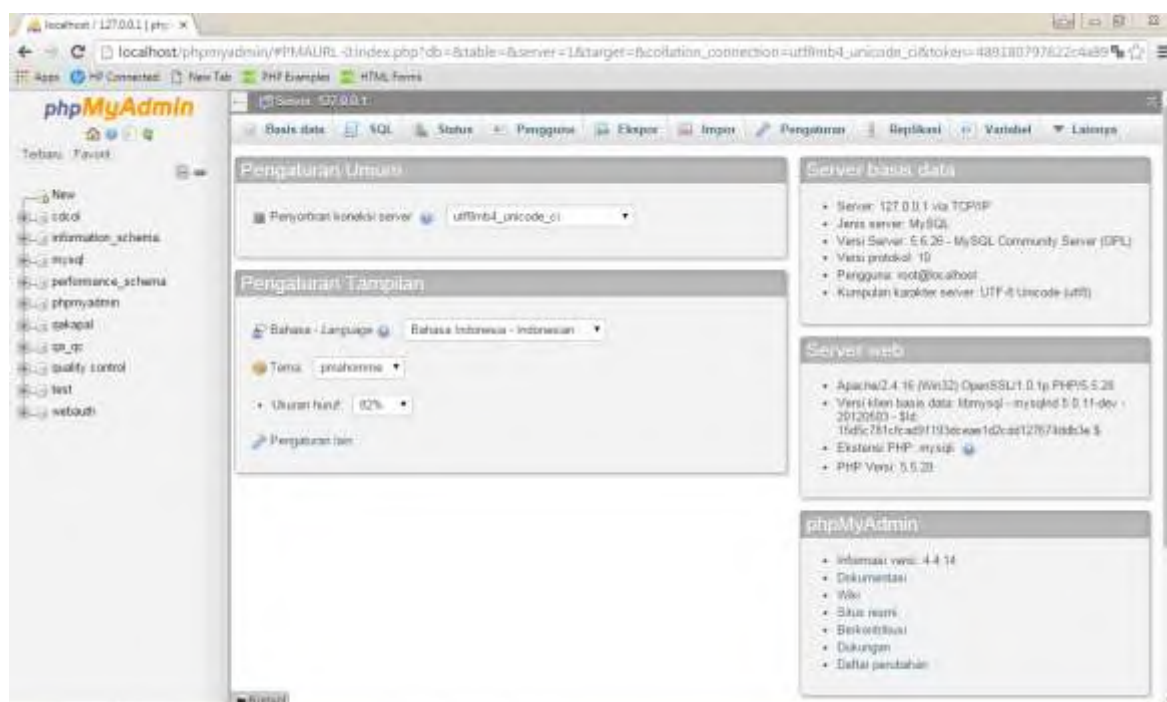 localhost / 127.0.0.1 | php
localhost/phpmyadmin/#PMAURL-0:index.php?db=&table=&server=1&target=&collation_connection=utf8mb4_unicode_ci&token=
Apps HP Connected New Tab PHP Examples HTML Forms
phpMyAdmin
Terbaru Favorit
New
cdcol
information_schema
mysql
performance_schema
phpmyadmin
qakapal
qa_qc
quality control
test
webauth
Server: 127.0.0.1
Basis data SQL Status Pengguna Ekspor Impor Pengaturan Replikasi Variabel Lainnya
Pengaturan Umum
Penyortiran koneksi server utf8mb4_unicode_ci
Pengaturan Tampilan
Bahasa - Language Bahasa Indonesia - Indonesian
Tema: pmahomme
Ukuran huruf: 82%
Pengaturan lain
Server basis data
Server: 127.0.0.1 via TCP/IP
Jenis server: MySQL
Versi Server: 5.6.26 - MySQL Community Server (GPL)
Versi protokol: 10
Pengguna: root@localhost
Kumpulan karakter server: UTF-8 Unicode (utf8)
Server web
Apache/2.4.16 (Win32) OpenSSL/1.0.1p PHP/5.5.28
Versi klien basis data: libmysql - mysqlnd 5.0.11-dev -
20120503 - $Id:
Ekstensi PHP: mysqli
PHP Versi: 5.5.28
phpMyAdmin
Informasi versi: 4.4.14
Dokumentasi
Wiki
Situs resmi
Berkontribusi
Dukungan
Daftar perubahan